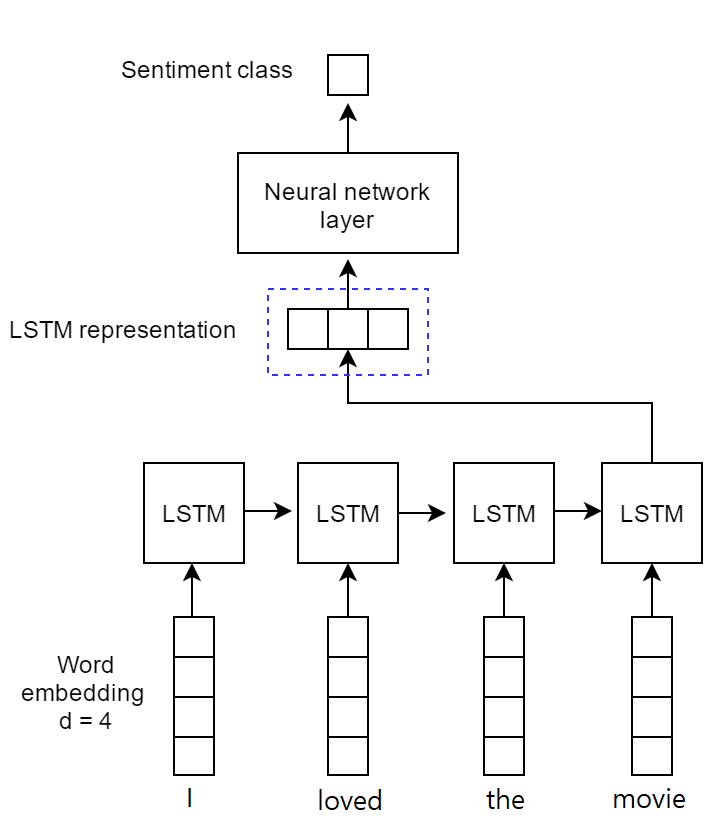 Sentiment class
Neural network
layer
LSTM representation
LSTM LSTM LSTM LSTM
Word
embedding
d = 4
I loved the movie